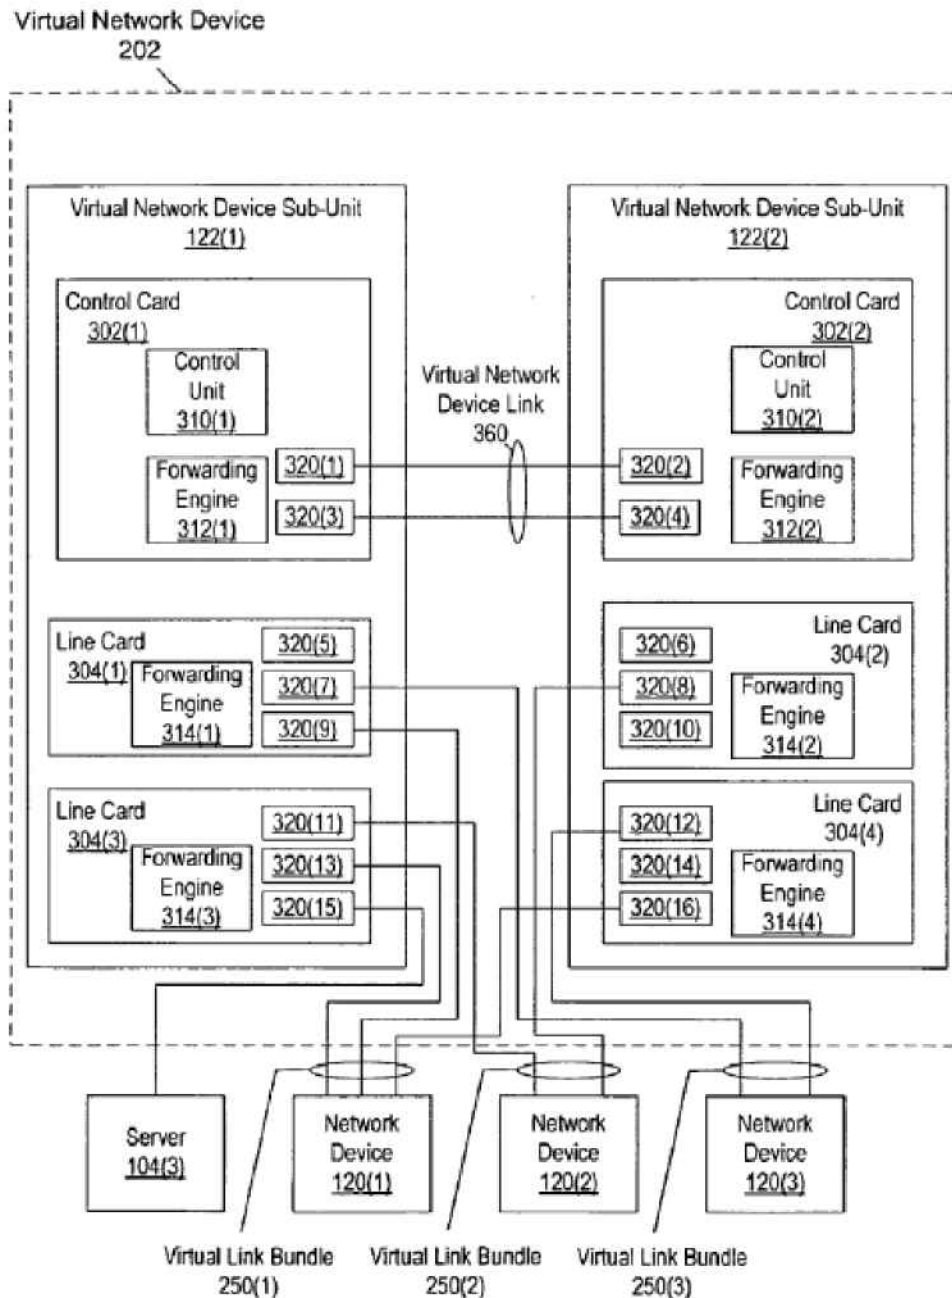 Virtual Network Device
202
Virtual Network Device Sub-Unit
122(1)
Control Card
302(1)
Control
Unit
310(1)
Forwarding
Engine
312(1)
320(1)
320(3)
Line Card
304(1)
Forwarding
Engine
314(1)
320(5)
320(7)
320(9)
Line Card
304(3)
Forwarding
Engine
314(3)
320(11)
320(13)
320(15)
Virtual Network
Device Link
360
Virtual Network Device Sub-Unit
122(2)
Control Card
302(2)
Control
Unit
310(2)
320(2)
320(4)
Forwarding
Engine
312(2)
Line Card
304(2)
320(6)
320(8)
320(10)
Forwarding
Engine
314(2)
Line Card
304(4)
320(12)
320(14)
320(16)
Forwarding
Engine
314(4)
Server
104(3)
Network
Device
120(1)
Network
Device
120(2)
Network
Device
120(3)
Virtual Link Bundle
250(1)
Virtual Link Bundle
250(2)
Virtual Link Bundle
250(3)